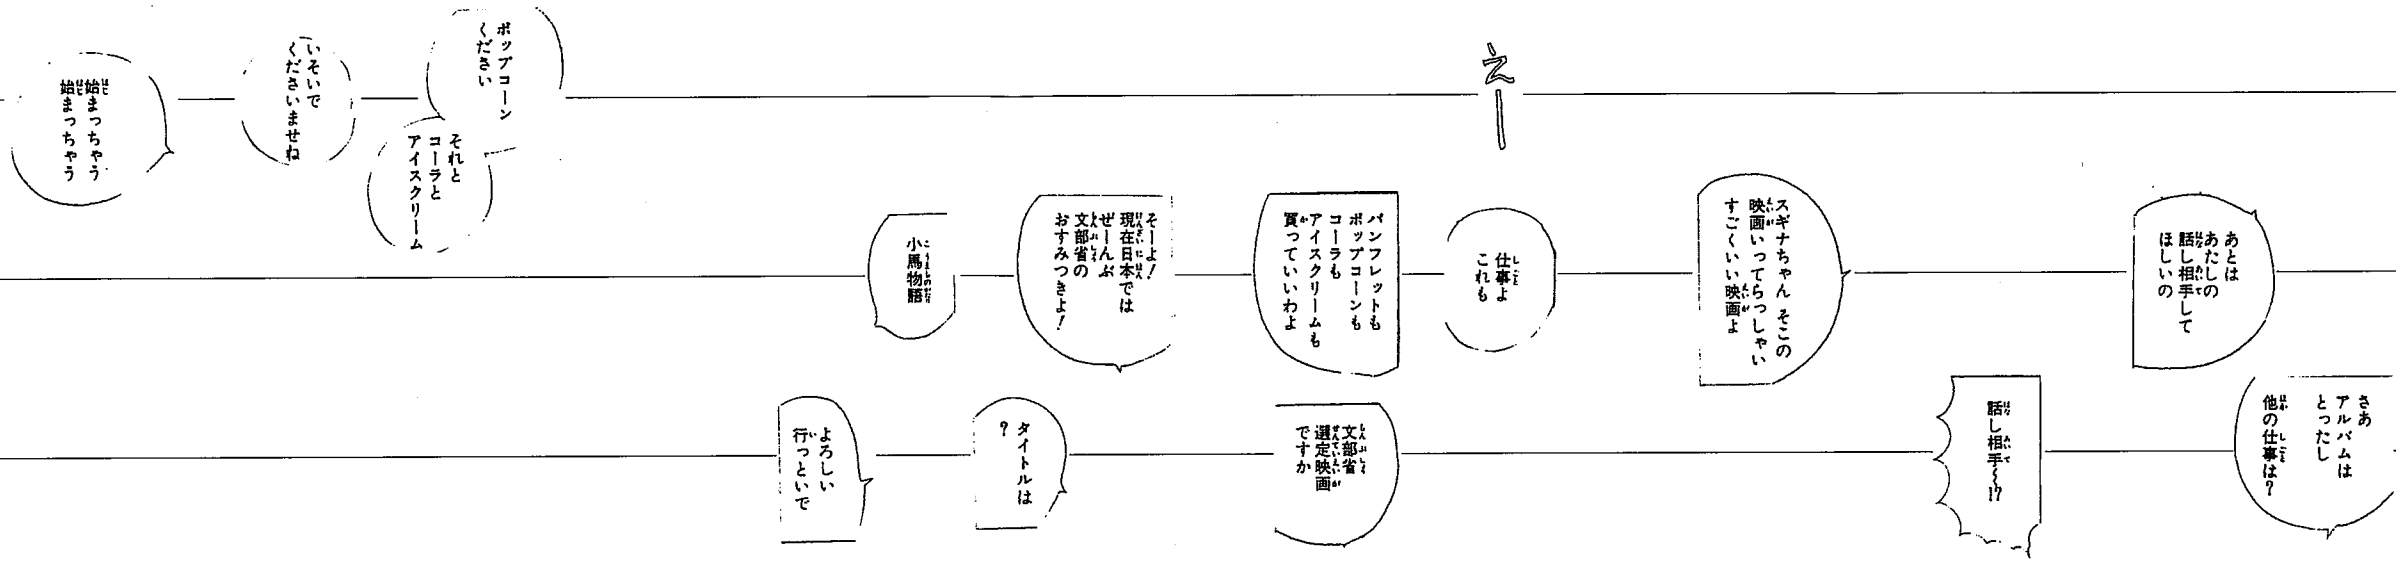 さあ
アルバムは
とったし
他の仕事は?
あとは
あたしの
話し相手して
ほしいの
話し相手〜!?
スギナちゃん そこの
映画いってらっしゃい
すごくいい映画よ
えー
仕事よ
これも
パンフレットも
ポップコーンも
コーラも
アイスクリームも
買っていいわよ
文部省
選定映画
ですか
そーよ!
現在日本では
ぜーんぶ
文部省の
おすみつきよ!
タイトルは
?
小馬物語
よろしい
行っといで
ポップコーン
ください
それと
コーラと
アイスクリーム
いそいで
くださいませね
始まっちゃう
始まっちゃう